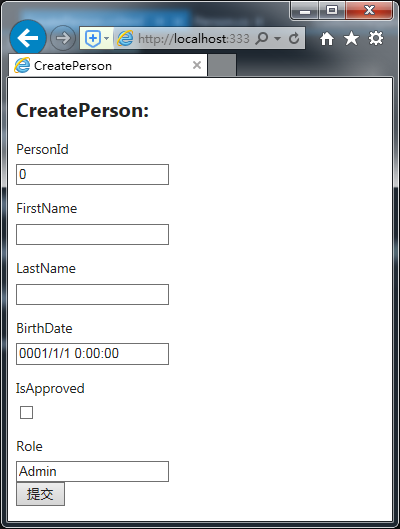 http://localhost:333
CreatePerson
CreatePerson:
PersonId
0
FirstName
LastName
BirthDate
0001/1/1 0:00:00
IsApproved
Role
Admin
提交